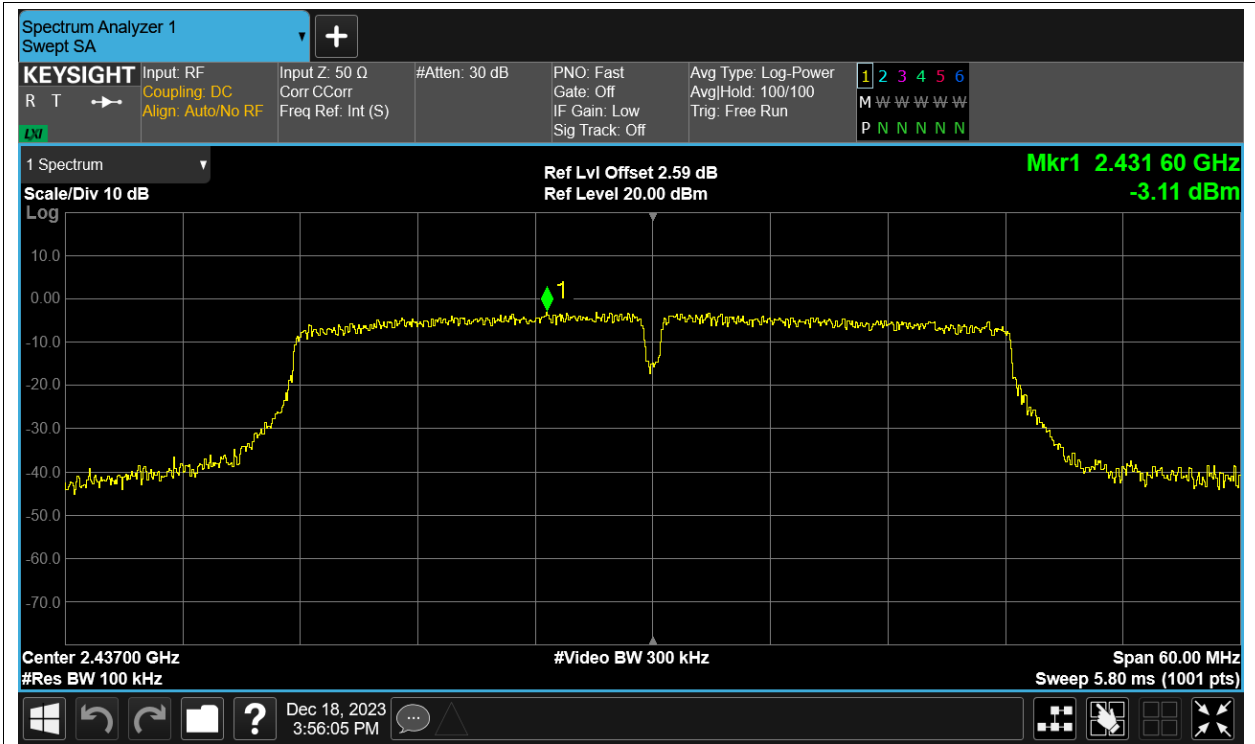 Spectrum Analyzer 1
Swept SA
+
KEYSIGHT
R T
LXI
Input: RF
Coupling: DC
Align: Auto/No RF
Input Z: 50 Ω
Corr CCorr
Freq Ref: Int (S)
#Atten: 30 dB
PNO: Fast
Gate: Off
IF Gain: Low
Sig Track: Off
Avg Type: Log-Power
Avg|Hold: 100/100
Trig: Free Run
1 2 3 4 5 6
M W W W W W
P N N N N N
1 Spectrum
Scale/Div 10 dB
Log
Ref Lvl Offset 2.59 dB
Ref Level 20.00 dBm
Mkr1 2.431 60 GHz
-3.11 dBm
10.0
0.00
-10.0
-20.0
-30.0
-40.0
-50.0
-60.0
-70.0
1
Center 2.43700 GHz
#Video BW 300 kHz
Span 60.00 MHz
#Res BW 100 kHz
Sweep 5.80 ms (1001 pts)
?
Dec 18, 2023
3:56:05 PM